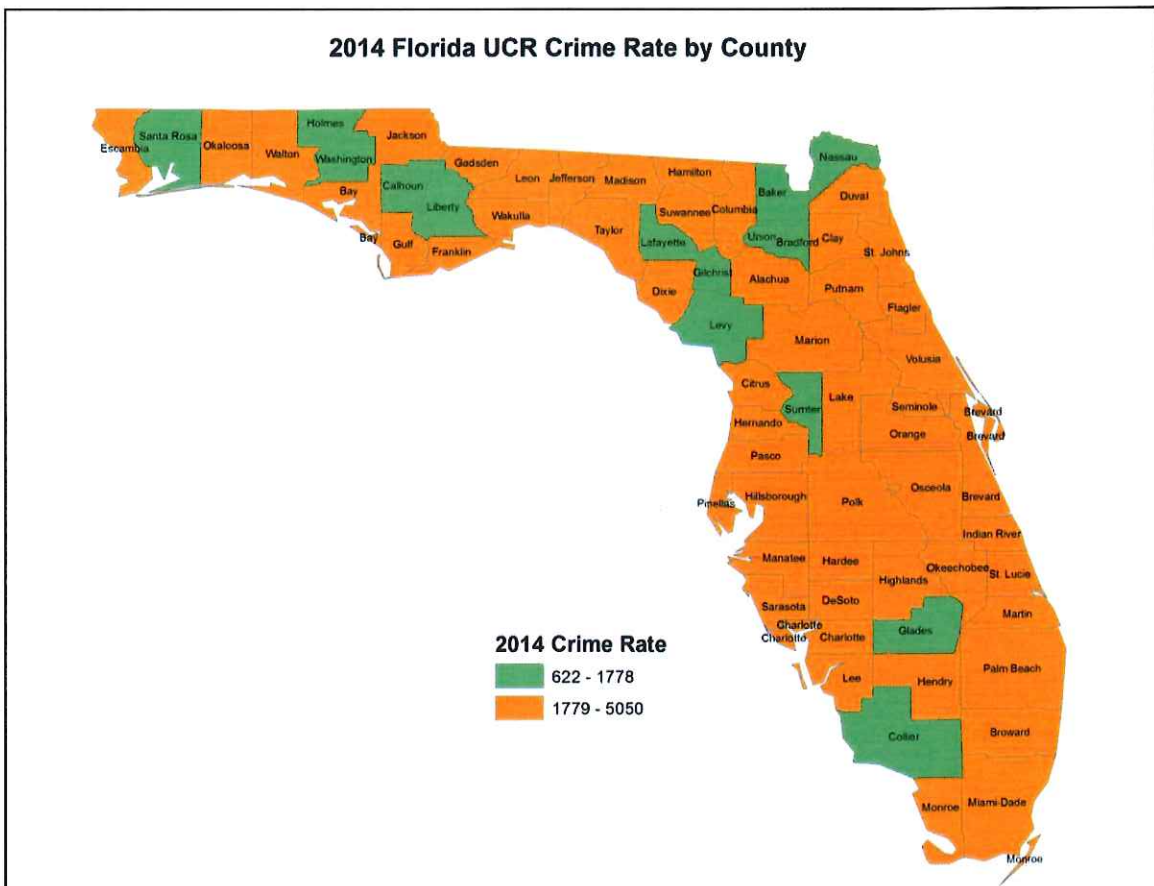 2014 Florida UCR Crime Rate by County
Escambia
Santa Rosa
Okaloosa
Walton
Holmes
Washington
Jackson
Bay
Bay
Calhoun
Liberty
Gulf
Franklin
Gadsden
Leon
Jefferson
Madison
Wakulla
Taylor
Hamilton
Suwannee
Columbia
Lafayette
Dixie
Gilchrist
Levy
Baker
Union
Bradford
Nassau
Duval
Clay
St. Johns
Alachua
Putnam
Flagler
Marion
Volusia
Citrus
Sumter
Lake
Hernando
Seminole
Orange
Brevard
Brevard
Pasco
Pinellas
Hillsborough
Polk
Osceola
Brevard
Indian River
Manatee
Hardee
Highlands
Okeechobee
St. Lucie
Sarasota
DeSoto
Martin
Charlotte
Charlotte
Charlotte
Glades
Lee
Hendry
Palm Beach
Collier
Broward
Monroe
Miami-Dade
Monroe
2014 Crime Rate
622 - 1778
1779 - 5050